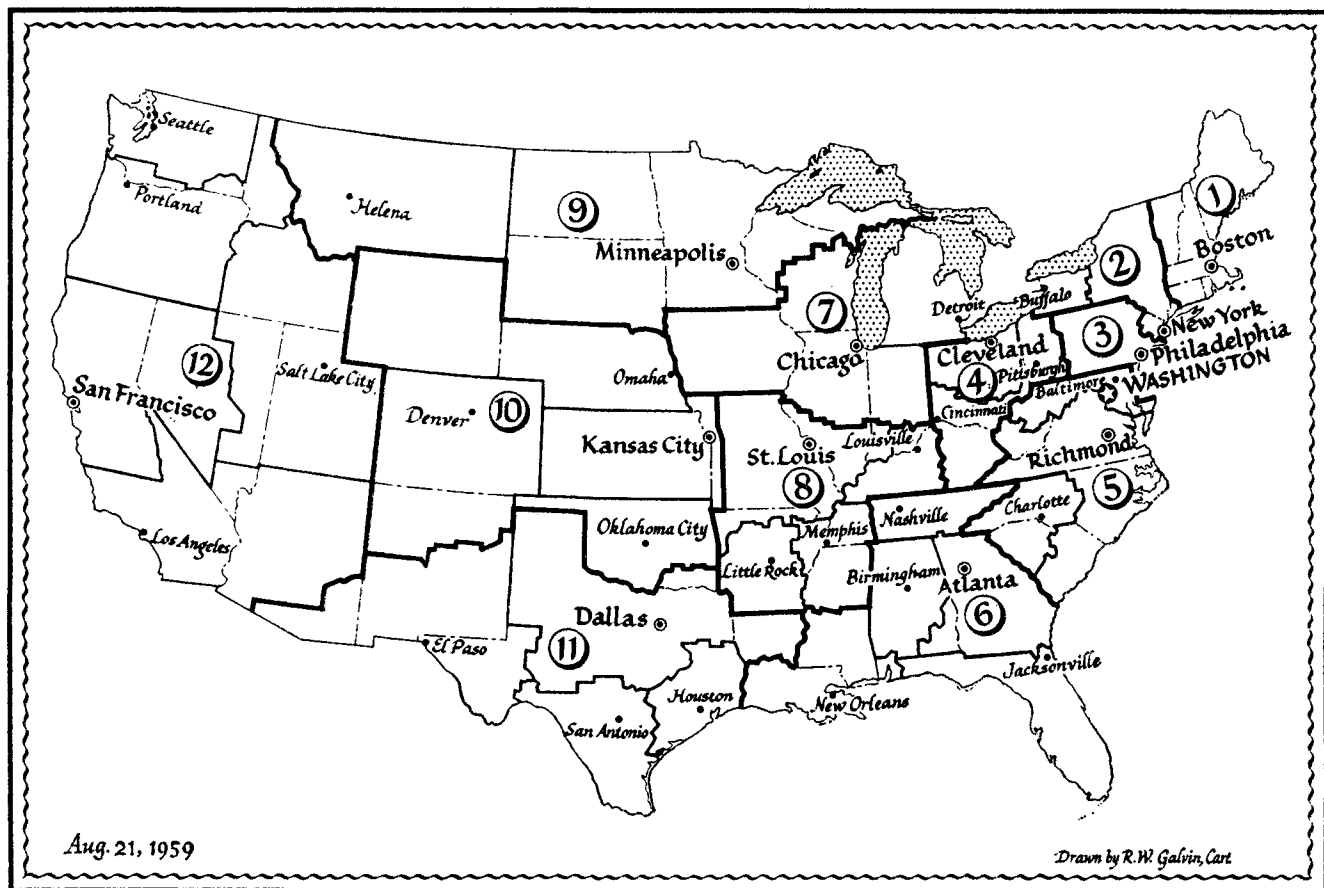 Seattle
Portland
Helena
9
Minneapolis
1
Boston
2
Buffalo
Detroit
7
Chicago
New York
3
Philadelphia
Cleveland
Pittsburgh
WASHINGTON
Baltimore
4
Cincinnati
12
Salt Lake City
San Francisco
Omaha
Denver
10
Kansas City
St. Louis
Louisville
Richmond
8
5
Los Angeles
Oklahoma City
Memphis
Nashville
Charlotte
Little Rock
Birmingham
Atlanta
6
Dallas
11
El Paso
Houston
San Antonio
New Orleans
Jacksonville
Aug. 21, 1959
Drawn by R.W. Galvin, Cart.